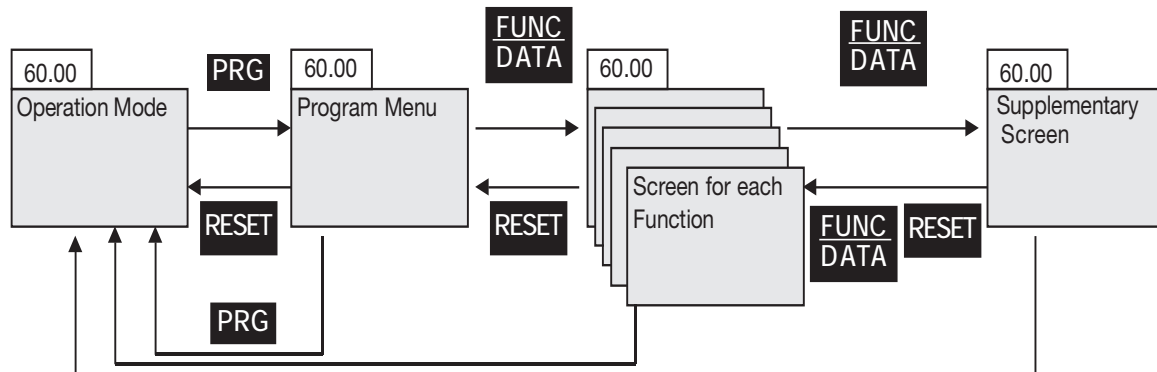 60.00
Operation Mode
PRG
60.00
Program Menu
FUNC
DATA
60.00
Screen for each
Function
FUNC
DATA
60.00
Supplementary
Screen
RESET
RESET
FUNC
DATA
RESET
PRG